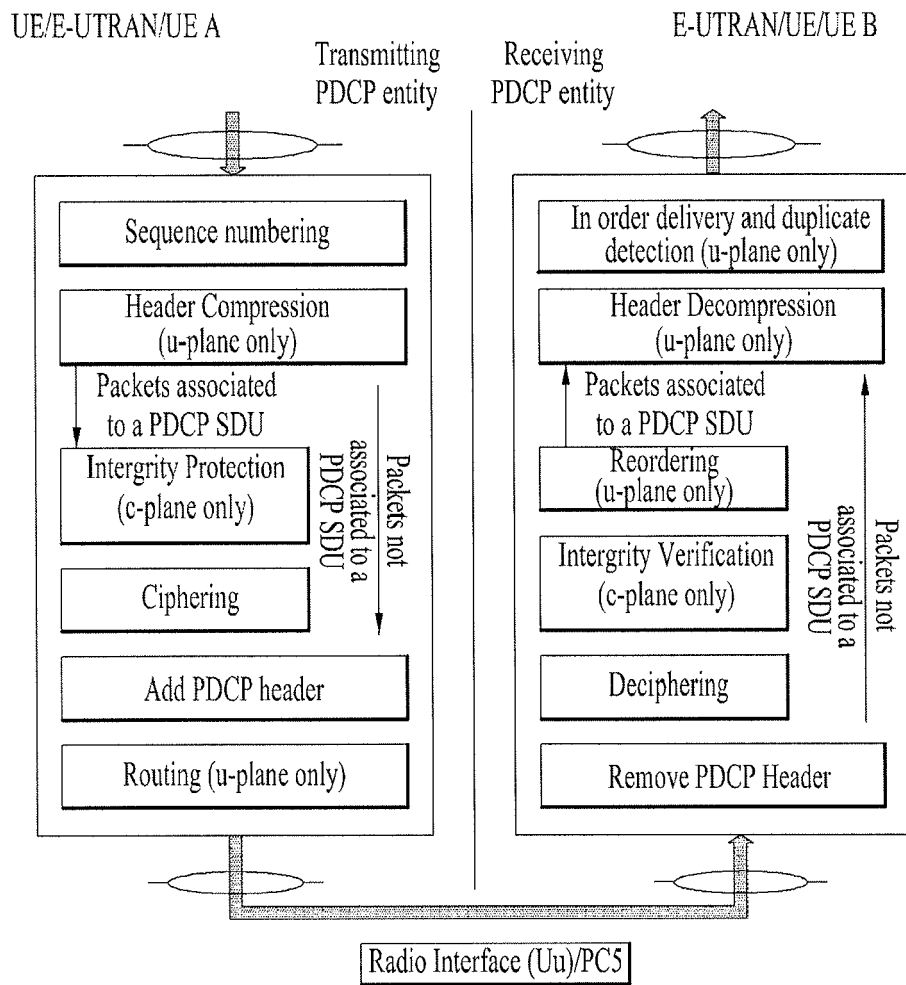 UE/E-UTRAN/UE A
E-UTRAN/UE/UE B
Transmitting
PDCP entity
Receiving
PDCP entity
Sequence numbering
Header Compression
(u-plane only)
Packets associated
to a PDCP SDU
Packets not
associated to a
PDCP SDU
Intergrity Protection
(c-plane only)
Ciphering
Add PDCP header
Routing (u-plane only)
In order delivery and duplicate
detection (u-plane only)
Header Decompression
(u-plane only)
Packets associated
to a PDCP SDU
Reordering
(u-plane only)
Packets not
associated to a
PDCP SDU
Intergrity Verification
(c-plane only)
Deciphering
Remove PDCP Header
Radio Interface (Uu)/PC5